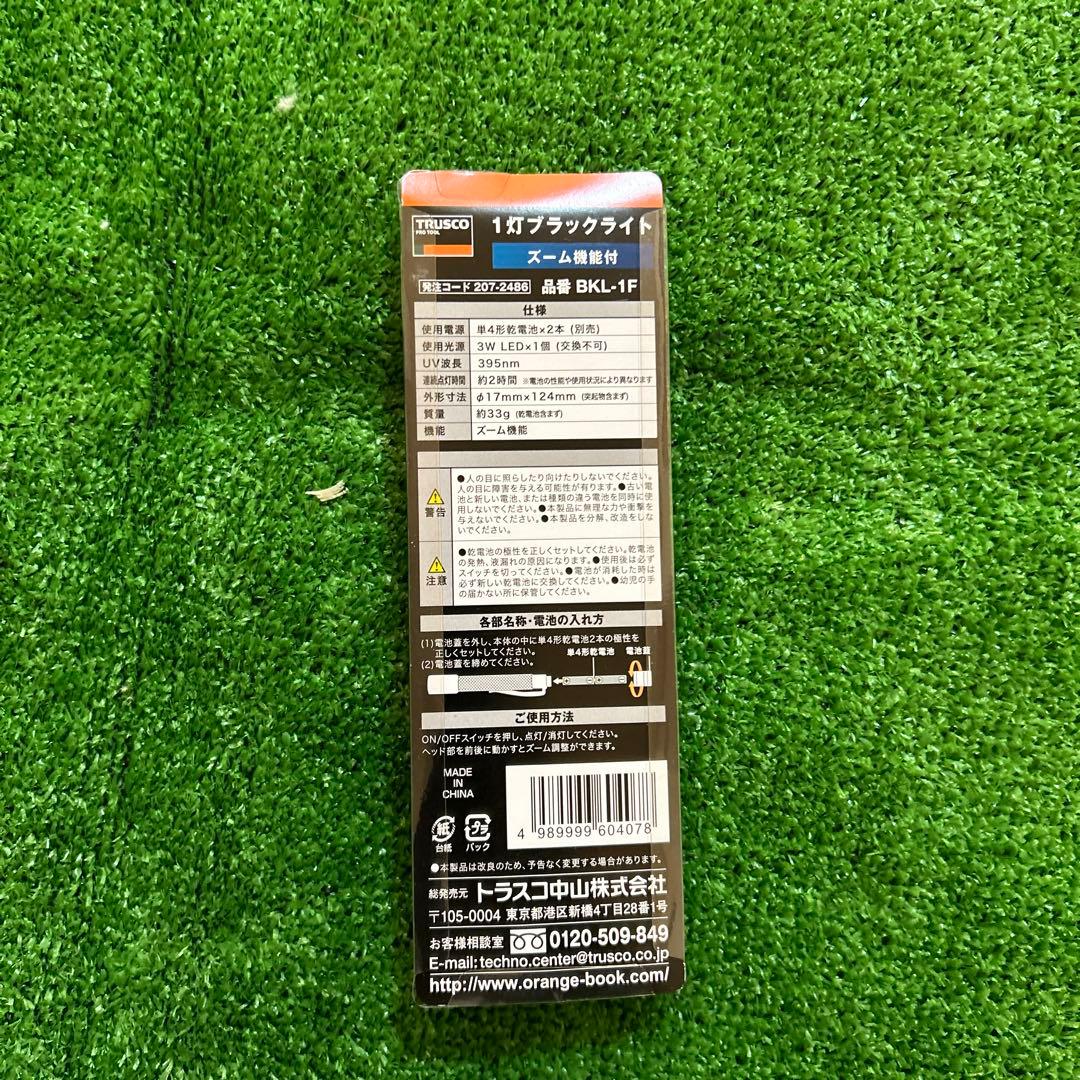 TRUSCO
PRO TOOL
1灯ブラックライト
ズーム機能付
発注コード 207-2486 品番 BKL-1F
仕様
使用電源 単4形乾電池×2本 (別売)
使用光源 3W LED×1個 (交換不可)
UV波長 395nm
連続点灯時間 約2時間 ※電池の性能や使用状況により異なります
外形寸法 φ17mm×124mm (突起物含まず)
質量 約33g (乾電池含まず)
機能 ズーム機能
警告
●人の目に照らしたり向けたりしないでください。
人の目に障害を与える可能性が有ります。●古い電
池と新しい電池、または種類の違う電池を同時に使
用しないでください。●本製品に無理な力や衝撃を
与えないでください。●本製品を分解、改造をしな
いでください。
注意
●乾電池の極性を正しくセットしてください。乾電池
の発熱、液漏れの原因になります。●使用後は必ず
スイッチを切ってください。●電池が消耗した時は
必ず新しい乾電池に交換してください。●幼児の手
の届かない所に保管してください。
各部名称・電池の入れ方
(1)電池蓋を外し、本体の中に単4形乾電池2本の極性を
正しくセットしてください。
(2)電池蓋を締めてください。
単4形乾電池 電池蓋
ご使用方法
ON/OFFスイッチを押し、点灯/消灯してください。
ヘッド部を前後に動かすとズーム調整ができます。
MADE
IN
CHINA
4 989999 604078
紙 プラ
台紙 パック
●本製品は改良のため、予告なく変更する場合があります。
総発売元 トラスコ中山株式会社
〒105-0004 東京都港区新橋4丁目28番1号
お客様相談室 0120-509-849
E-mail:techno.center@trusco.co.jp
http://www.orange-book.com/